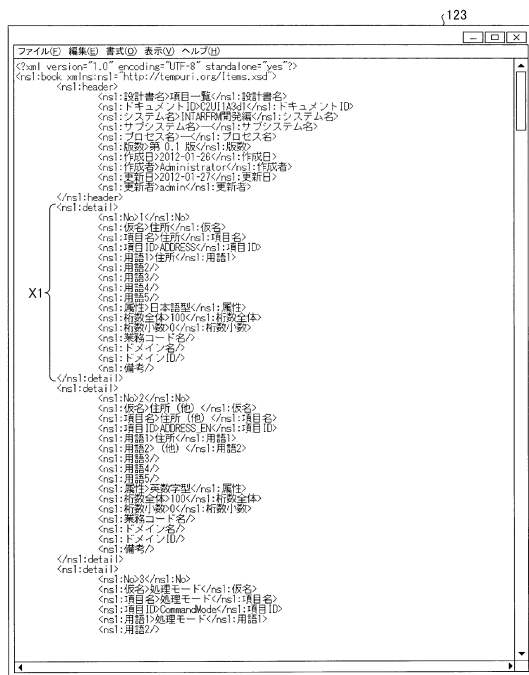 123
ファイル(F) 編集(E) 書式(O) 表示(V) ヘルプ(H)
<?xml version="1.0" encoding="UTF-8" standalone="yes"?>
<ns1:book xmlns:ns1="http://tempuri.org/Items.xsd">
<ns1:header>
<ns1:設計書名>項目一覧</ns1:設計書名>
<ns1:ドキュメントID>C2UI1A3d1</ns1:ドキュメントID>
<ns1:システム名>INTARFRM開発編</ns1:システム名>
<ns1:サブシステム名>―</ns1:サブシステム名>
<ns1:プロセス名>―</ns1:プロセス名>
<ns1:版数>第 0.1 版</ns1:版数>
<ns1:作成日>2012-01-26</ns1:作成日>
<ns1:作成者>Administrator</ns1:作成者>
<ns1:更新日>2012-01-27</ns1:更新日>
<ns1:更新者>admin</ns1:更新者>
</ns1:header>
<ns1:detail>
<ns1:No>1</ns1:No>
<ns1:仮名>住所</ns1:仮名>
<ns1:項目名>住所</ns1:項目名>
<ns1:項目ID>ADDRESS</ns1:項目ID>
<ns1:用語1>住所</ns1:用語1>
<ns1:用語2/>
<ns1:用語3/>
X1
<ns1:用語4/>
<ns1:用語5/>
<ns1:属性>日本語型</ns1:属性>
<ns1:桁数全体>100</ns1:桁数全体>
<ns1:桁数小数>0</ns1:桁数小数>
<ns1:業務コード名/>
<ns1:ドメイン名/>
<ns1:ドメインID/>
<ns1:備考/>
</ns1:detail>
<ns1:detail>
<ns1:No>2</ns1:No>
<ns1:仮名>住所 (他) </ns1:仮名>
<ns1:項目名>住所 (他) </ns1:項目名>
<ns1:項目ID>ADDRESS_EN</ns1:項目ID>
<ns1:用語1>住所</ns1:用語1>
<ns1:用語2> (他) </ns1:用語2>
<ns1:用語3/>
<ns1:用語4/>
<ns1:用語5/>
<ns1:属性>英数字型</ns1:属性>
<ns1:桁数全体>100</ns1:桁数全体>
<ns1:桁数小数>0</ns1:桁数小数>
<ns1:業務コード名/>
<ns1:ドメイン名/>
<ns1:ドメインID/>
<ns1:備考/>
</ns1:detail>
<ns1:detail>
<ns1:No>3</ns1:No>
<ns1:仮名>処理モード</ns1:仮名>
<ns1:項目名>処理モード</ns1:項目名>
<ns1:項目ID>CommandMode</ns1:項目ID>
<ns1:用語1>処理モード</ns1:用語1>
<ns1:用語2/>